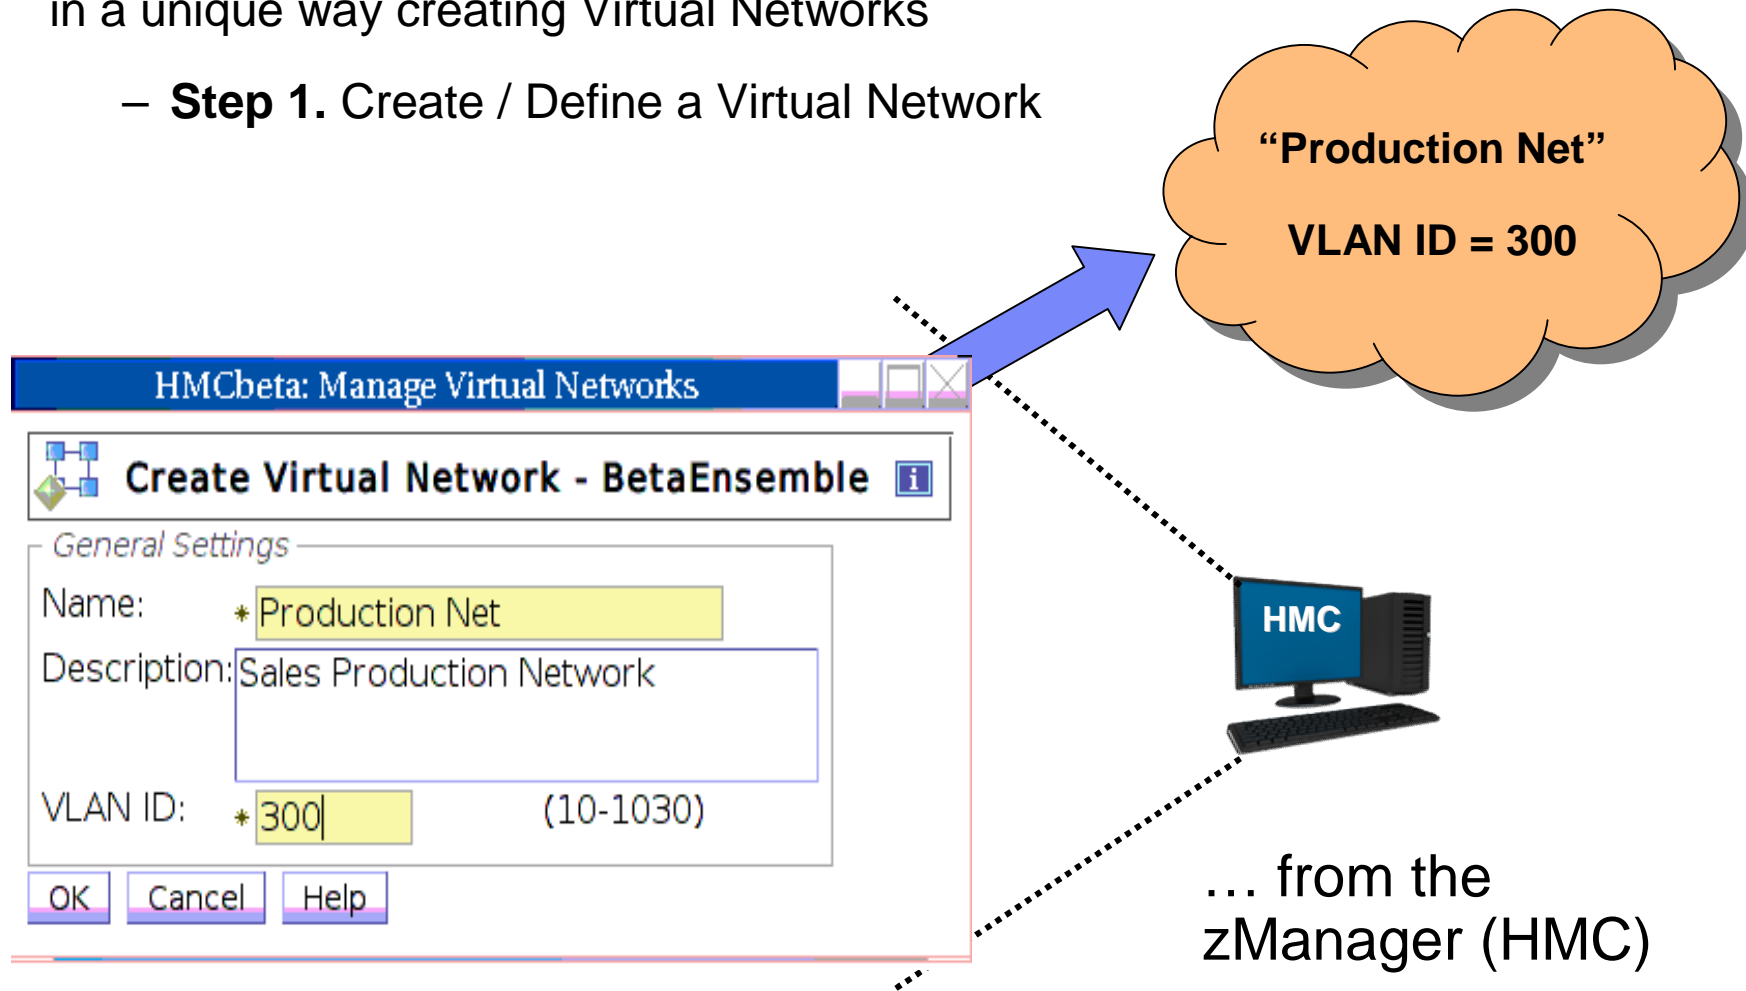 in a unique way creating Virtual Networks
– Step 1. Create / Define a Virtual Network
“Production Net”
VLAN ID = 300
HMCbeta: Manage Virtual Networks
Create Virtual Network - BetaEnsemble i
General Settings
Name: * Production Net
Description: Sales Production Network
VLAN ID: * 300 (10-1030)
OK Cancel Help
HMC
… from the
zManager (HMC)